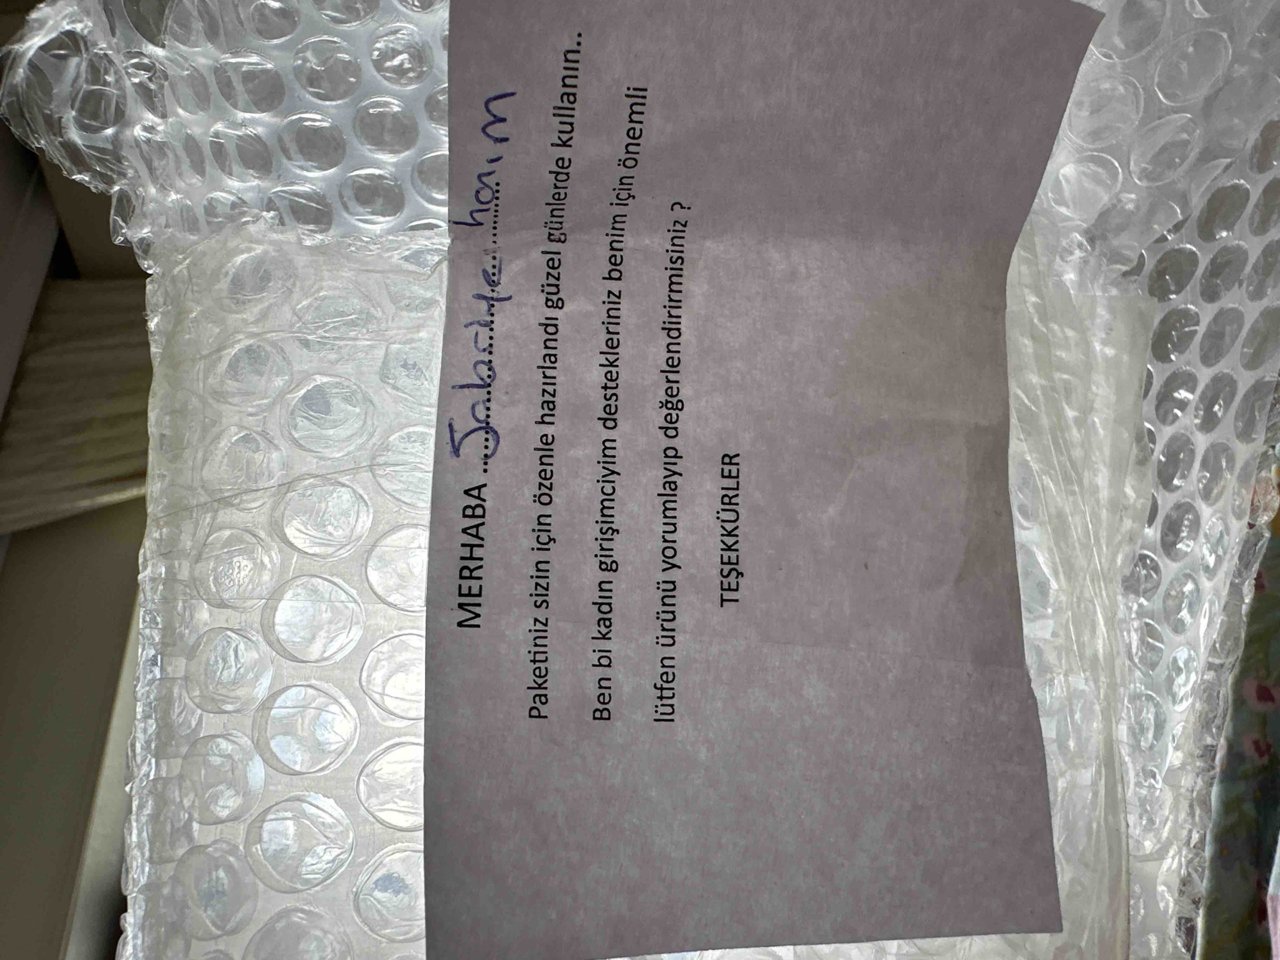 MERHABA ........ hanım
Paketiniz sizin için özenle hazırlandı güzel günlerde kullanın..
Ben bi kadın girişimciyim destekleriniz benim için önemli
lütfen ürünü yorumlayıp değerlendirirmisiniz ?
TEŞEKKÜRLER